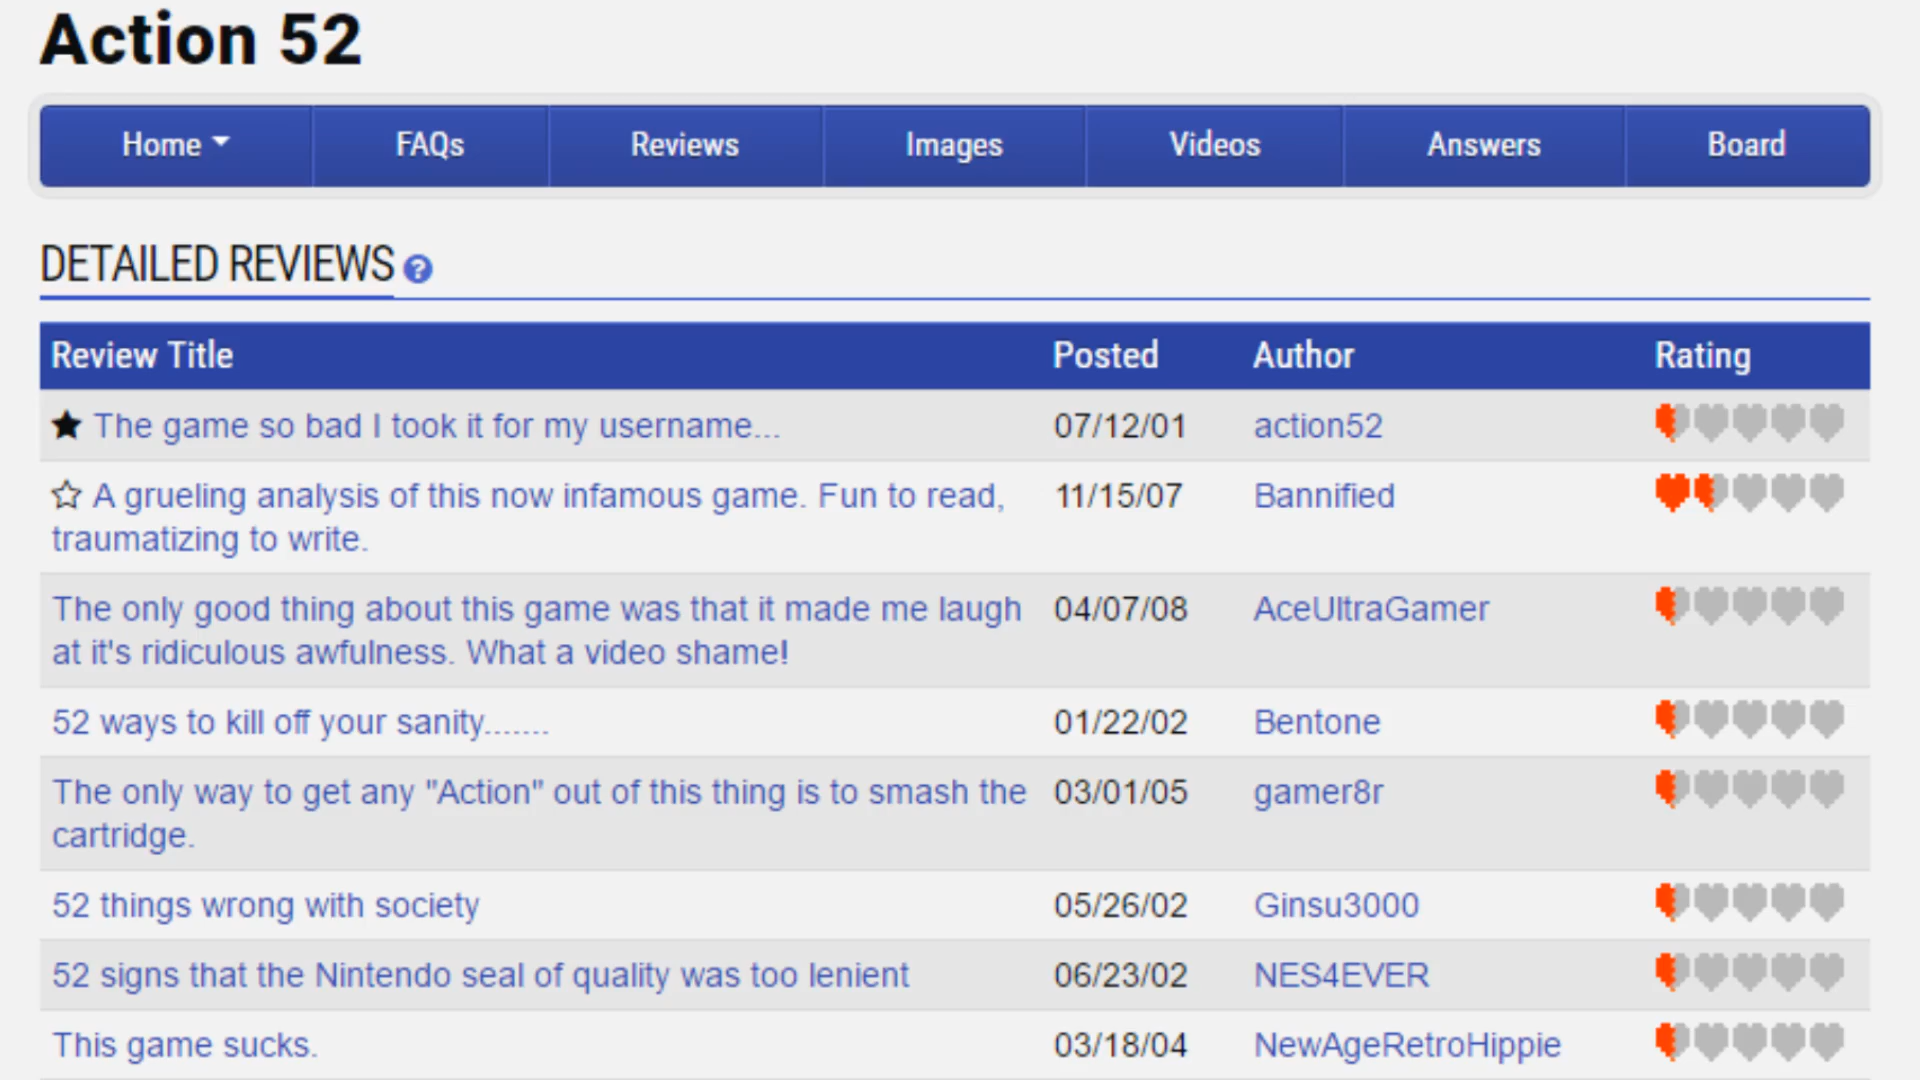 Action 52
Home FAQs Reviews Images Videos Answers Board
DETAILED REVIEWS ?
Review Title Posted Author Rating
The game so bad I took it for my username... 07/12/01 action52
A grueling analysis of this now infamous game. Fun to read, 11/15/07 Bannified
traumatizing to write.
The only good thing about this game was that it made me laugh 04/07/08 AceUltraGamer
at it's ridiculous awfulness. What a video shame!
52 ways to kill off your sanity....... 01/22/02 Bentone
The only way to get any "Action" out of this thing is to smash the 03/01/05 gamer8r
cartridge.
52 things wrong with society 05/26/02 Ginsu3000
52 signs that the Nintendo seal of quality was too lenient 06/23/02 NES4EVER
This game sucks. 03/18/04 NewAgeRetroHippie